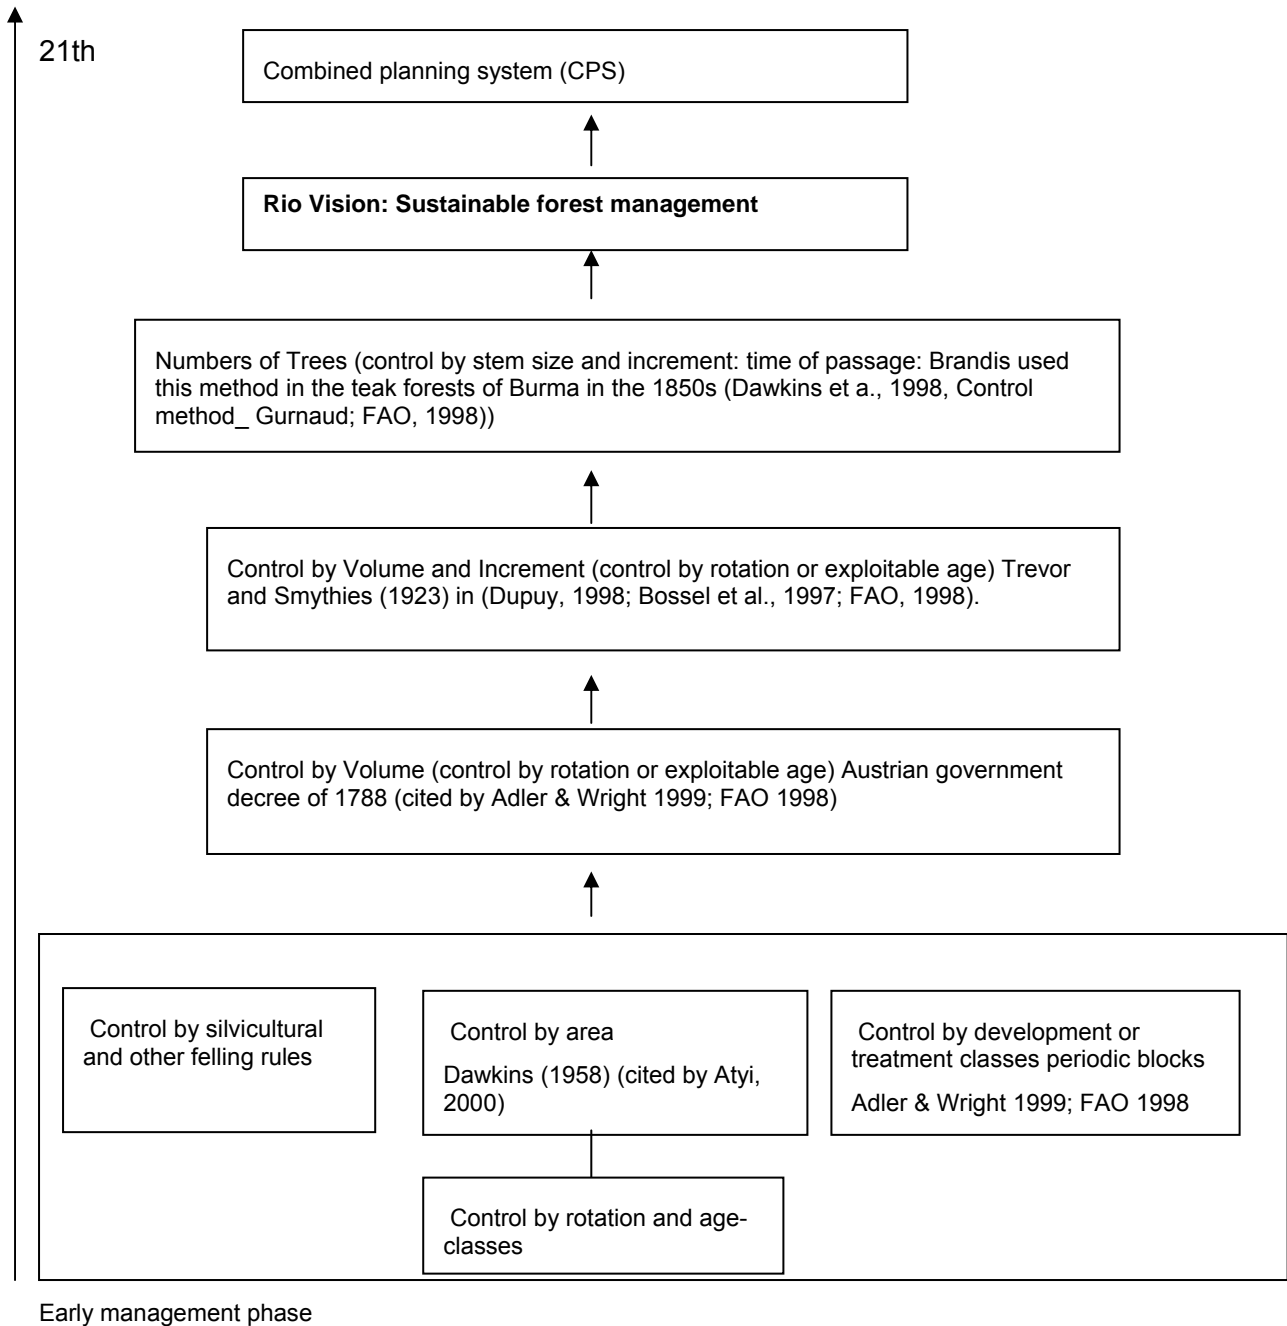 21th
Combined planning system (CPS)
Rio Vision: Sustainable forest management
Numbers of Trees (control by stem size and increment: time of passage: Brandis used
this method in the teak forests of Burma in the 1850s (Dawkins et a., 1998, Control
method_ Gurnaud; FAO, 1998))
Control by Volume and Increment (control by rotation or exploitable age) Trevor
and Smythies (1923) in (Dupuy, 1998; Bossel et al., 1997; FAO, 1998).
Control by Volume (control by rotation or exploitable age) Austrian government
decree of 1788 (cited by Adler & Wright 1999; FAO 1998)
Control by silvicultural
and other felling rules
Control by area
Dawkins (1958) (cited by Atyi,
2000)
Control by development or
treatment classes periodic blocks
Adler & Wright 1999; FAO 1998
Control by rotation and age-
classes
Early management phase